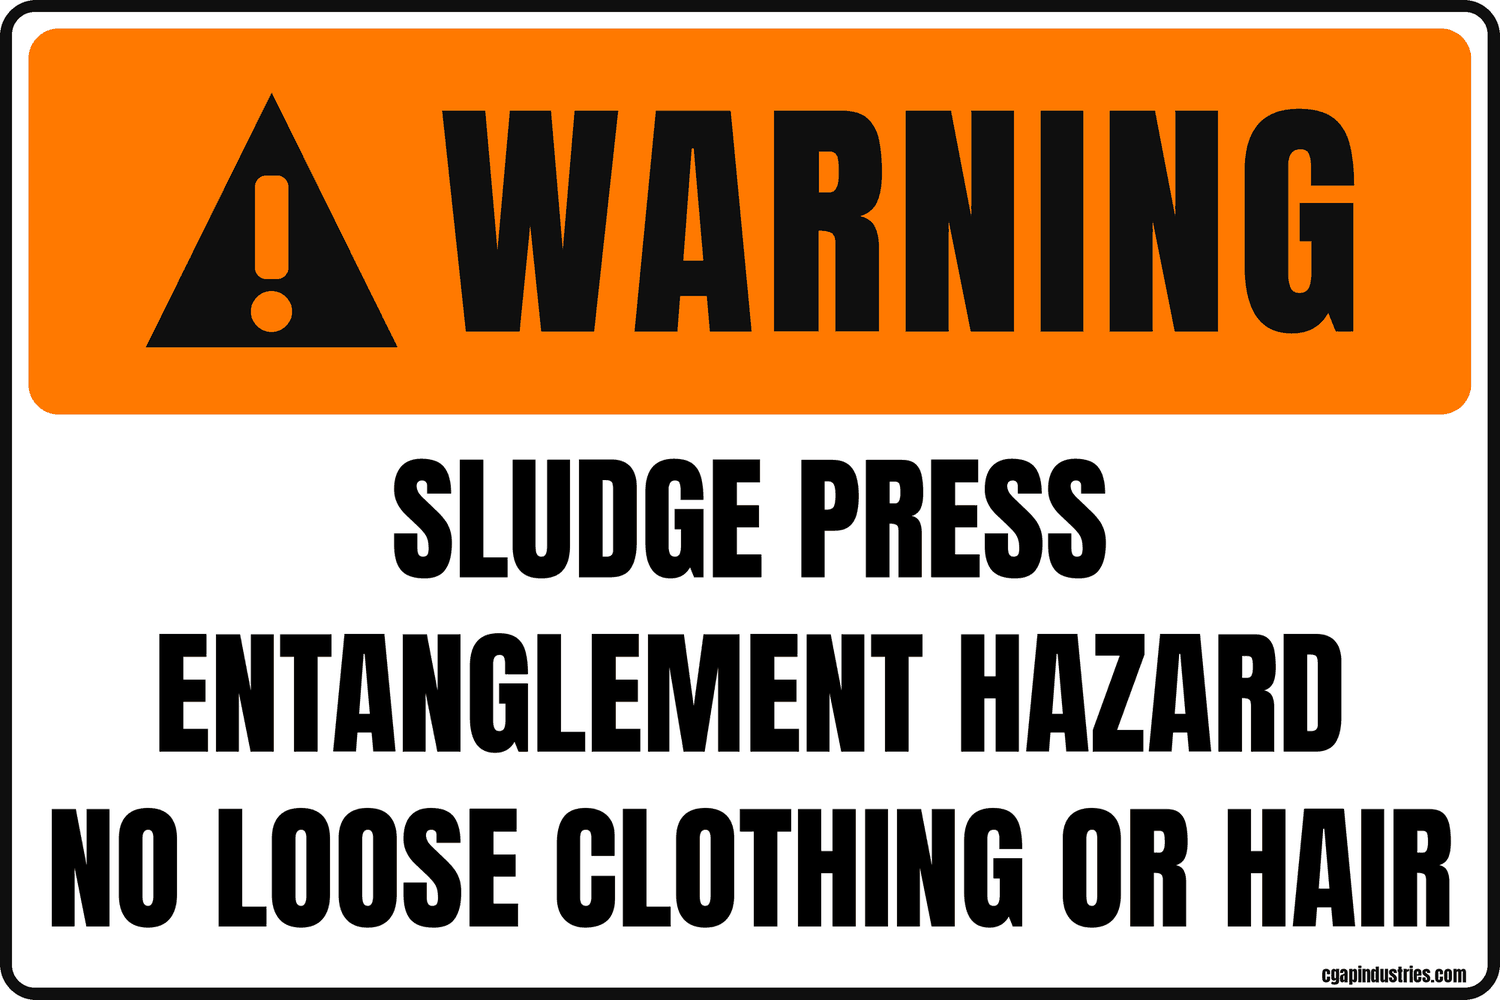 WARNING
SLUDGE PRESS
ENTANGLEMENT HAZARD
NO LOOSE CLOTHING OR HAIR
cgapindustries.com